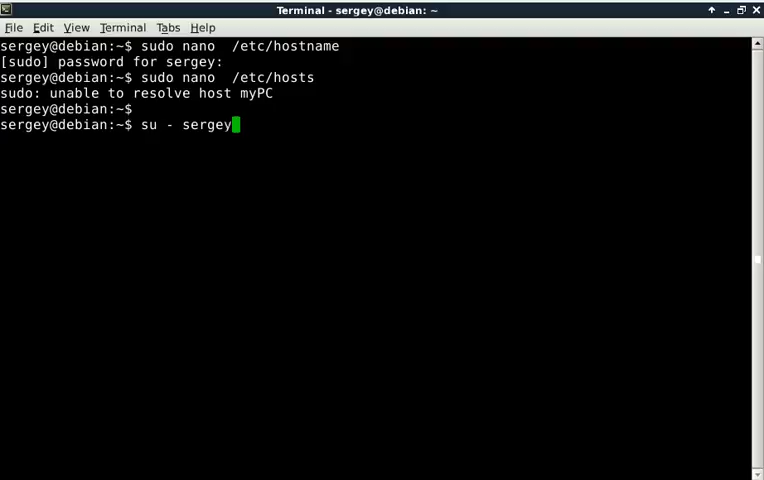 Terminal - sergey@debian: ~
File Edit View Terminal Tabs Help
sergey@debian:~$ sudo nano  /etc/hostname
[sudo] password for sergey:
sergey@debian:~$ sudo nano  /etc/hosts
sudo: unable to resolve host myPC
sergey@debian:~$
sergey@debian:~$ su - sergey